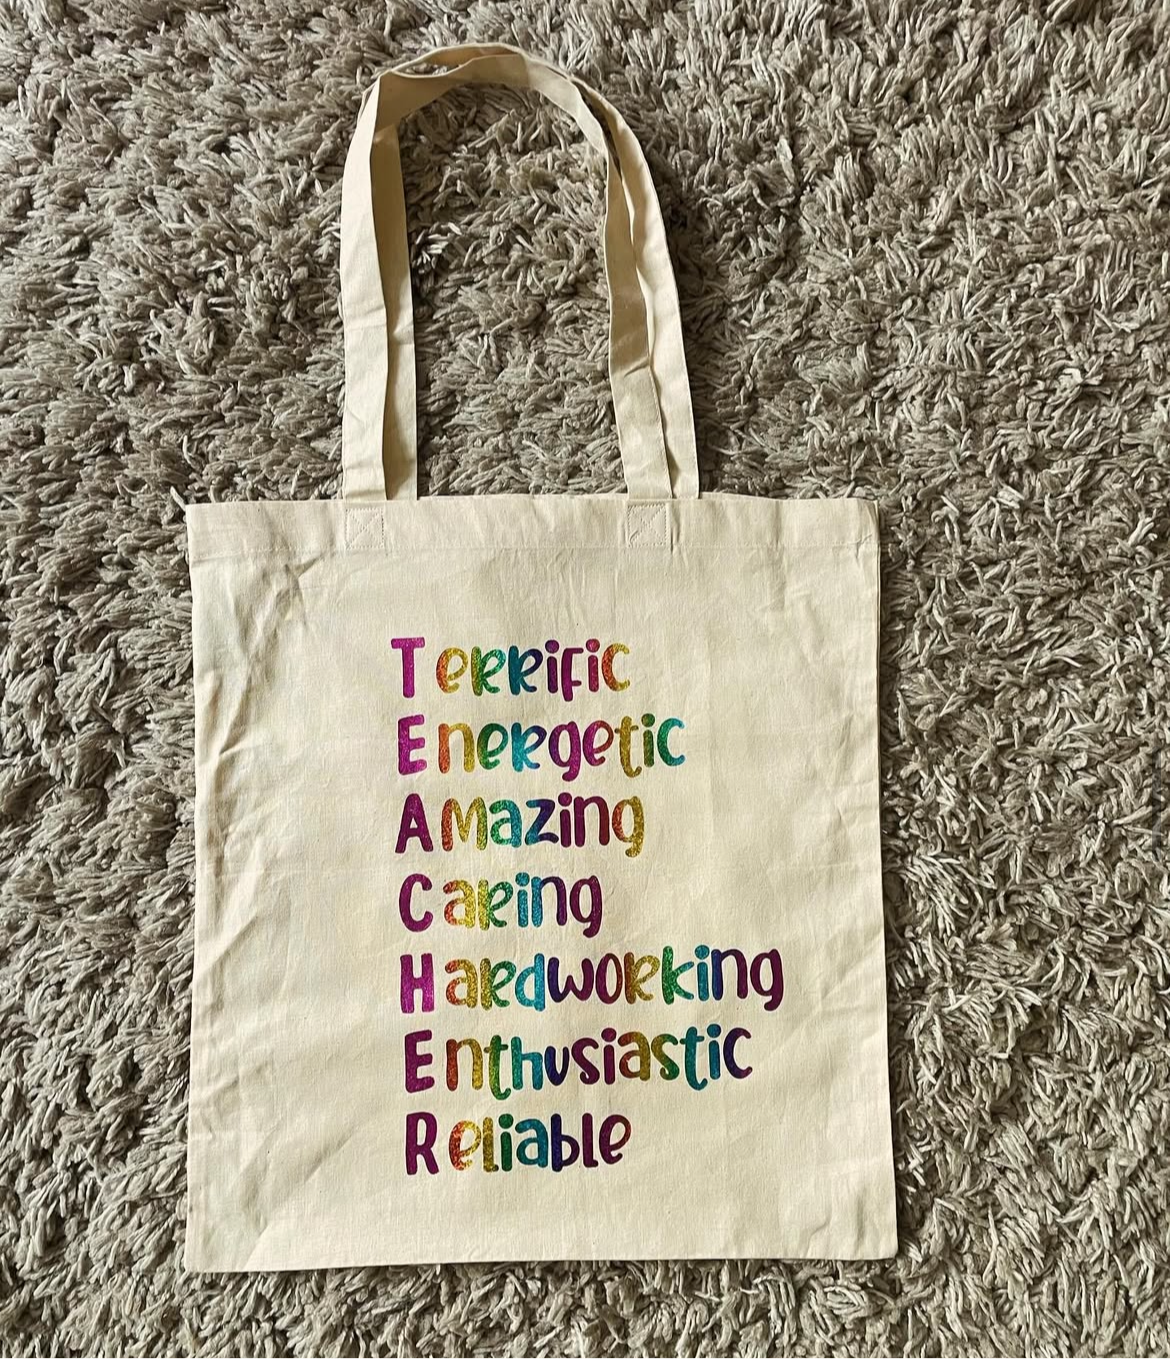 Terrific
Energetic
Amazing
Caring
Hardworking
Enthusiastic
Reliable